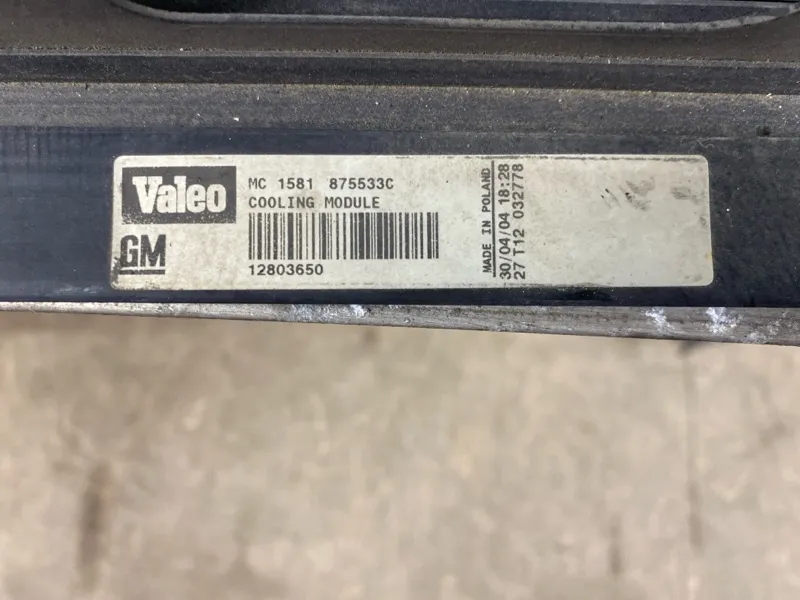 Valeo
MC 1581 875533C
COOLING MODULE
GM
12803650
MADE IN POLAND
30/04/04 18:28
27 T12 032778